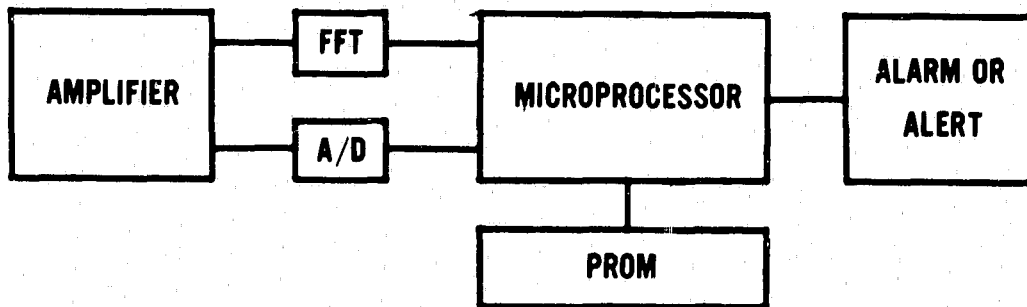 AMPLIFIER
FFT
A/D
MICROPROCESSOR
ALARM OR
ALERT
PROM